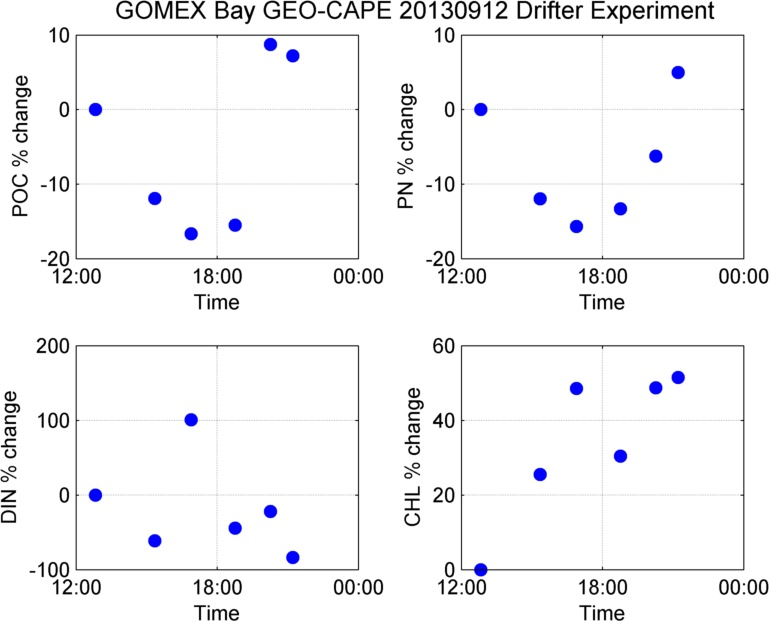 GOMEX Bay GEO-CAPE 20130912 Drifter Experiment
POC % change
10
0
-10
-20
12:00 18:00 00:00
Time
PN % change
10
0
-10
-20
12:00 18:00 00:00
Time
DIN % change
200
100
0
-100
12:00 18:00 00:00
Time
CHL % change
60
40
20
0
12:00 18:00 00:00
Time